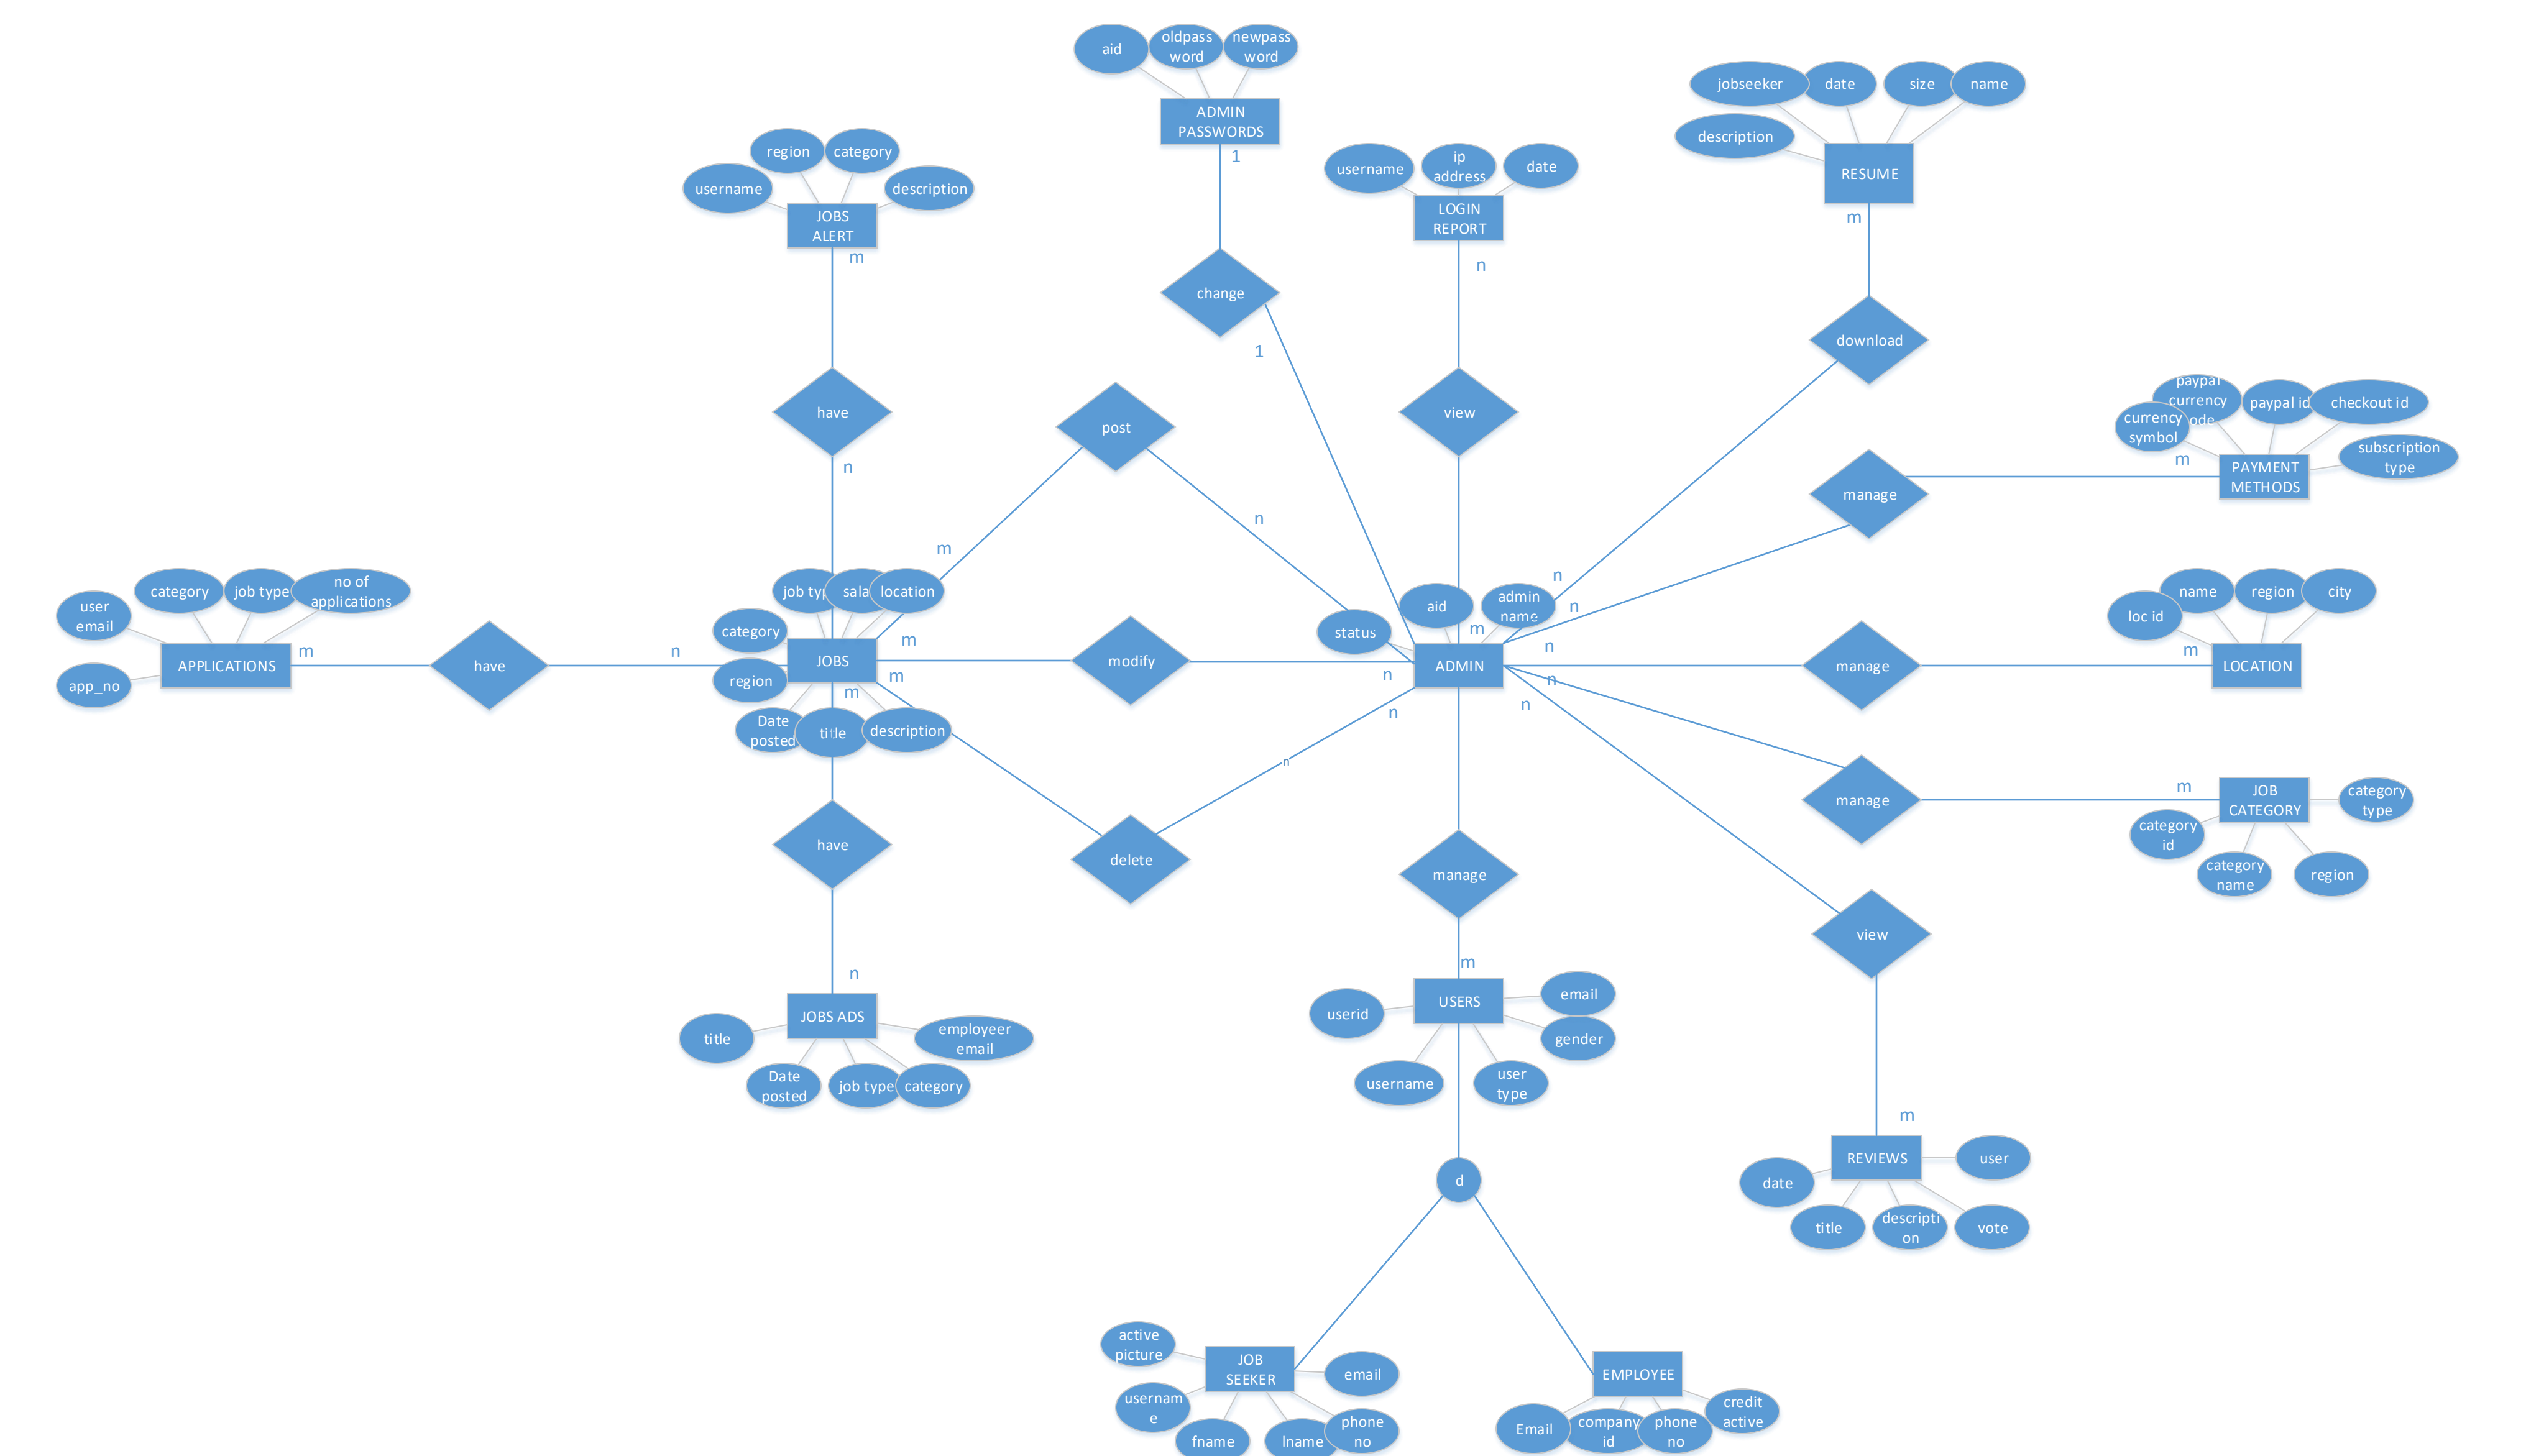 aid
oldpass
word
newpass
word
ADMIN
PASSWORDS
1
jobseeker
date
size
name
description
RESUME
m
region
category
username
description
JOBS
ALERT
m
username
ip
address
date
LOGIN
REPORT
n
change
1
download
have
n
post
view
paypal
currency
ode
currency
symbol
paypal id
checkout id
subscription
type
PAYMENT
METHODS
m
manage
n
m
n
n
user
email
category
job type
no of
applications
app_no
APPLICATIONS
m
have
n
job typ
sala
location
category
region
JOBS
m
m
m
Date
posted
title
description
modify
status
aid
admin
name
m
ADMIN
n
n
n
n
n
n
manage
loc id
name
region
city
m
LOCATION
manage
m
JOB
CATEGORY
category
type
category
id
category
name
region
have
delete
manage
view
n
JOBS ADS
title
employeer
email
Date
posted
job type
category
m
USERS
userid
email
gender
username
user
type
m
REVIEWS
user
date
title
descripti
on
vote
d
active
picture
JOB
SEEKER
email
usernam
e
fname
lname
phone
no
EMPLOYEE
Email
company
id
phone
no
credit
active